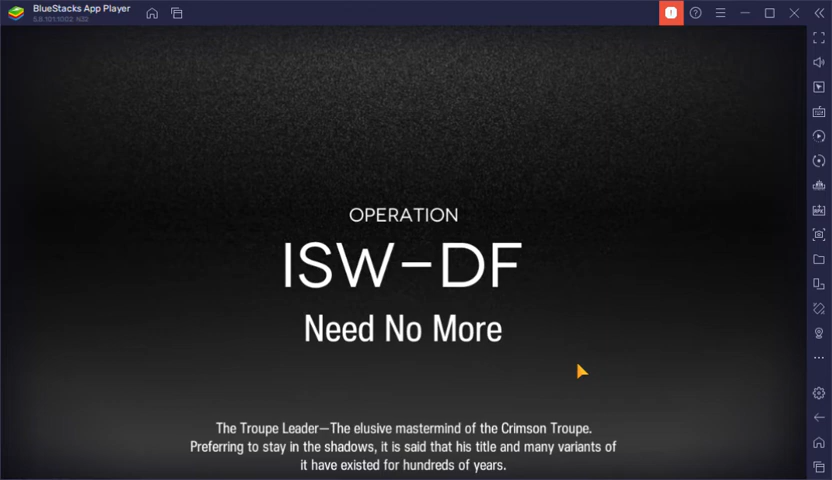 BlueStacks App Player
OPERATION
ISW-DF
Need No More
The Troupe Leader—The elusive mastermind of the Crimson Troupe.
Preferring to stay in the shadows, it is said that his title and many variants of
it have existed for hundreds of years.